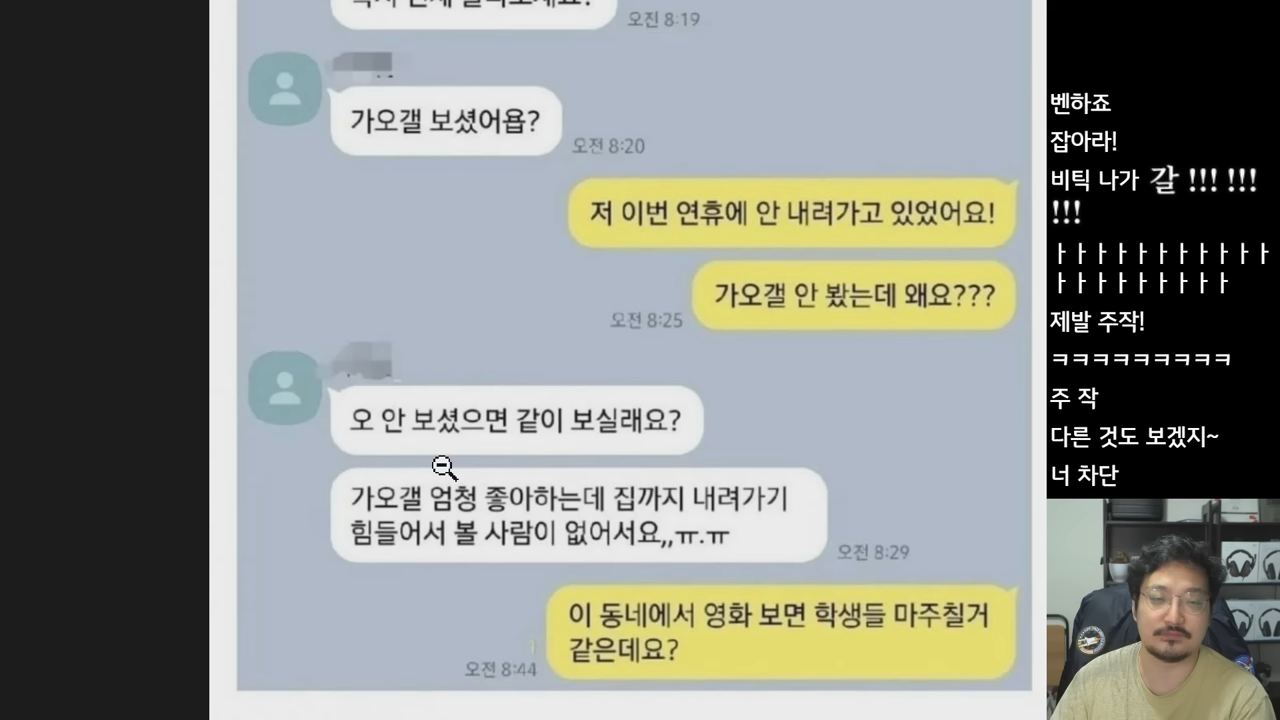 오전 8:19
가오갤 보셨어욥?
오전 8:20
저 이번 연휴에 안 내려가고 있었어요!
가오갤 안 봤는데 왜요???
오전 8:25
오 안 보셨으면 같이 보실래요?
가오갤 엄청 좋아하는데 집까지 내려가기
힘들어서 볼 사람이 없어서요,,ㅠ.ㅠ
오전 8:29
이 동네에서 영화 보면 학생들 마주칠거
같은데요?
1
오전 8:44
벤하죠
잡아라!
비틱 나가 갈 !!! !!!
!!!
ㅏㅏㅏㅏㅏㅏㅏㅏㅏㅏㅏ
ㅏㅏㅏㅏㅏㅏㅏㅏㅏ
제발 주작!
ㅋㅋㅋㅋㅋㅋㅋㅋㅋ
주 작
다른 것도 보겠지~
너 차단